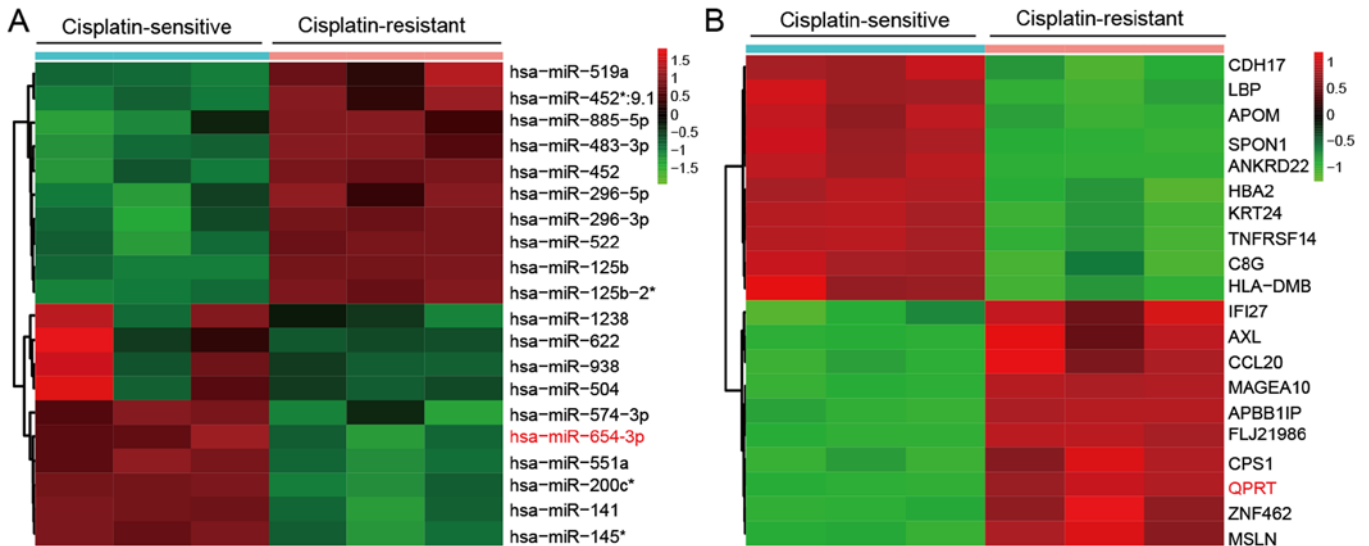 A
Cisplatin-sensitive
Cisplatin-resistant
hsa-miR-519a
hsa-miR-452*:9.1
hsa-miR-885-5p
hsa-miR-483-3p
hsa-miR-452
hsa-miR-296-5p
hsa-miR-296-3p
hsa-miR-522
hsa-miR-125b
hsa-miR-125b-2*
hsa-miR-1238
hsa-miR-622
hsa-miR-938
hsa-miR-504
hsa-miR-574-3p
hsa-miR-654-3p
hsa-miR-551a
hsa-miR-200c*
hsa-miR-141
hsa-miR-145*
1.5
1
0.5
0
-0.5
-1
-1.5
B
Cisplatin-sensitive
Cisplatin-resistant
CDH17
LBP
APOM
SPON1
ANKRD22
HBA2
KRT24
TNFRSF14
C8G
HLA-DMB
IFI27
AXL
CCL20
MAGEA10
APBB1IP
FLJ21986
CPS1
QPRT
ZNF462
MSLN
1
0.5
0
-0.5
-1